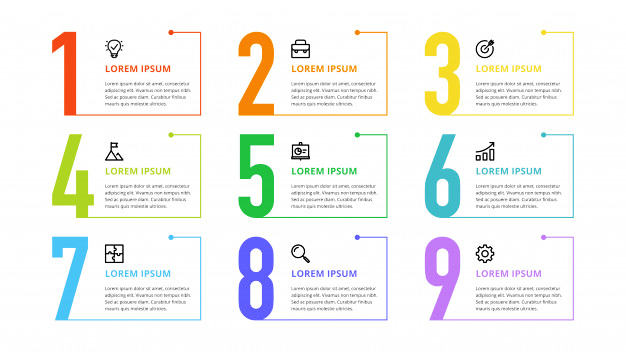 1
LOREM IPSUM
Lorem ipsum dolor sit amet, consectetur
adipiscing elit. Vivamus non tempus nibh.
Sed ac posuere diam. Curabitur finibus
mauris quis molestie.
2
LOREM IPSUM
Lorem ipsum dolor sit amet, consectetur
adipiscing elit. Vivamus non tempus nibh.
Sed ac posuere diam. Curabitur finibus
mauris quis molestie.
3
LOREM IPSUM
Lorem ipsum dolor sit amet, consectetur
adipiscing elit. Vivamus non tempus nibh.
Sed ac posuere diam. Curabitur finibus
mauris quis molestie.
4
LOREM IPSUM
Lorem ipsum dolor sit amet, consectetur
adipiscing elit. Vivamus non tempus nibh.
Sed ac posuere diam. Curabitur finibus
mauris quis molestie.
5
LOREM IPSUM
Lorem ipsum dolor sit amet, consectetur
adipiscing elit. Vivamus non tempus nibh.
Sed ac posuere diam. Curabitur finibus
mauris quis molestie.
6
LOREM IPSUM
Lorem ipsum dolor sit amet, consectetur
adipiscing elit. Vivamus non tempus nibh.
Sed ac posuere diam. Curabitur finibus
mauris quis molestie.
7
LOREM IPSUM
Lorem ipsum dolor sit amet, consectetur
adipiscing elit. Vivamus non tempus nibh.
Sed ac posuere diam. Curabitur finibus
mauris quis molestie.
8
LOREM IPSUM
Lorem ipsum dolor sit amet, consectetur
adipiscing elit. Vivamus non tempus nibh.
Sed ac posuere diam. Curabitur finibus
mauris quis molestie.
9
LOREM IPSUM
Lorem ipsum dolor sit amet, consectetur
adipiscing elit. Vivamus non tempus nibh.
Sed ac posuere diam. Curabitur finibus
mauris quis molestie.